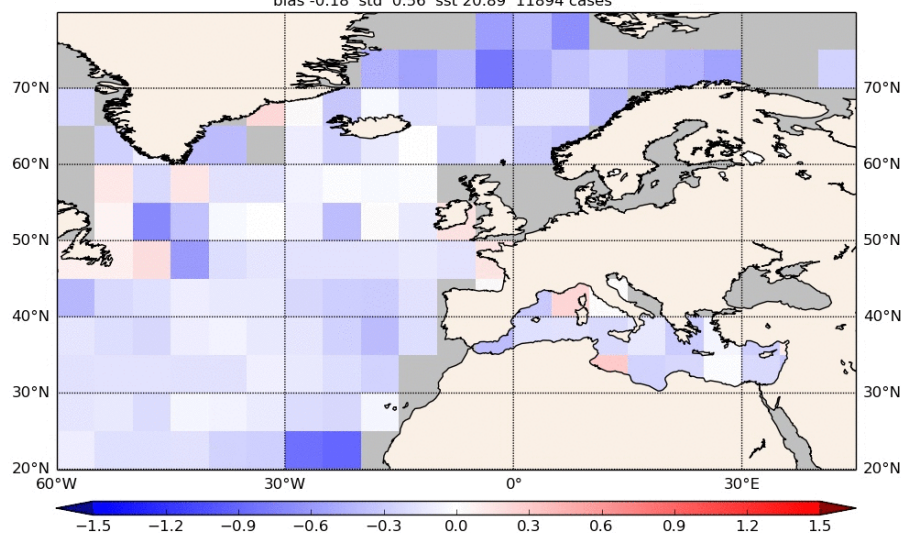 bias -0.18 std 0.56 sst 20.89 11894 cases
70°N 70°N
60°N 60°N
50°N 50°N
40°N 40°N
30°N 30°N
20°N 20°N
60°W 30°W 0° 30°E
−1.5 −1.2 −0.9 −0.6 −0.3 0.0 0.3 0.6 0.9 1.2 1.5